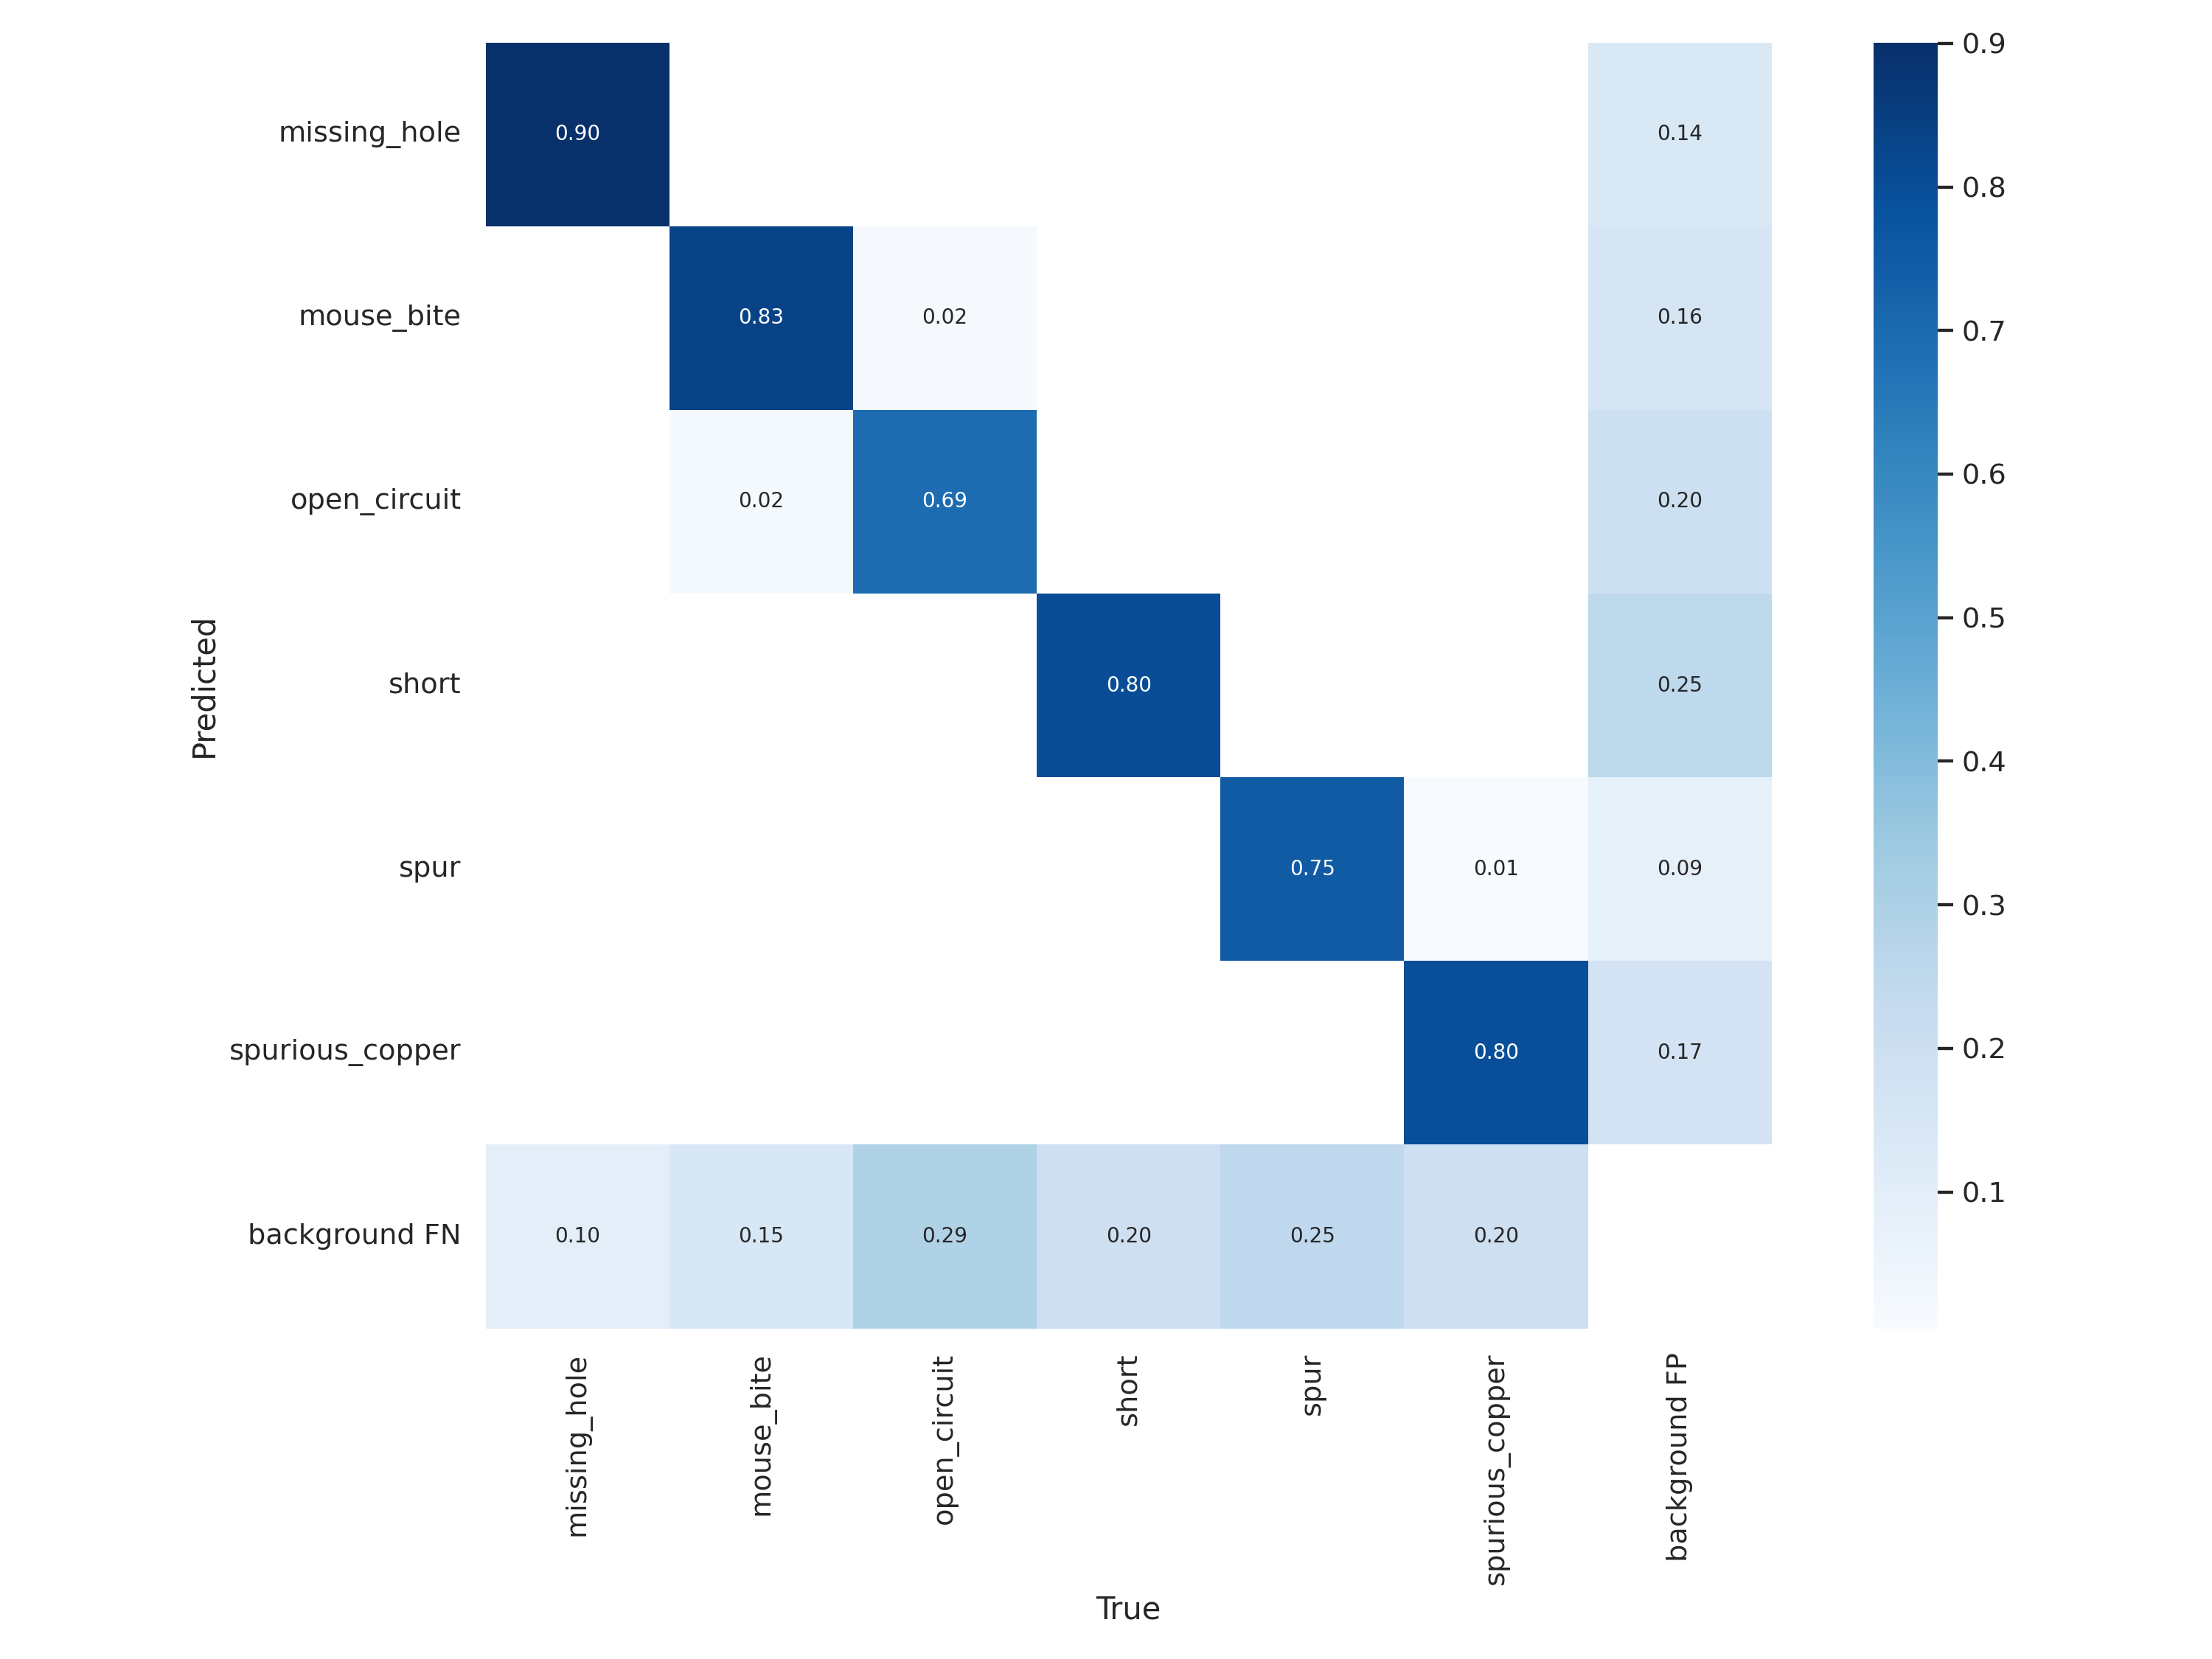 missing_hole 0.90 0.14
mouse_bite 0.83 0.02 0.16
open_circuit 0.02 0.69 0.20
short 0.80 0.25
spur 0.75 0.01 0.09
spurious_copper 0.80 0.17
background FN 0.10 0.15 0.29 0.20 0.25 0.20
Predicted
missing_hole
mouse_bite
open_circuit
short
spur
spurious_copper
background FP
True
0.9
0.8
0.7
0.6
0.5
0.4
0.3
0.2
0.1